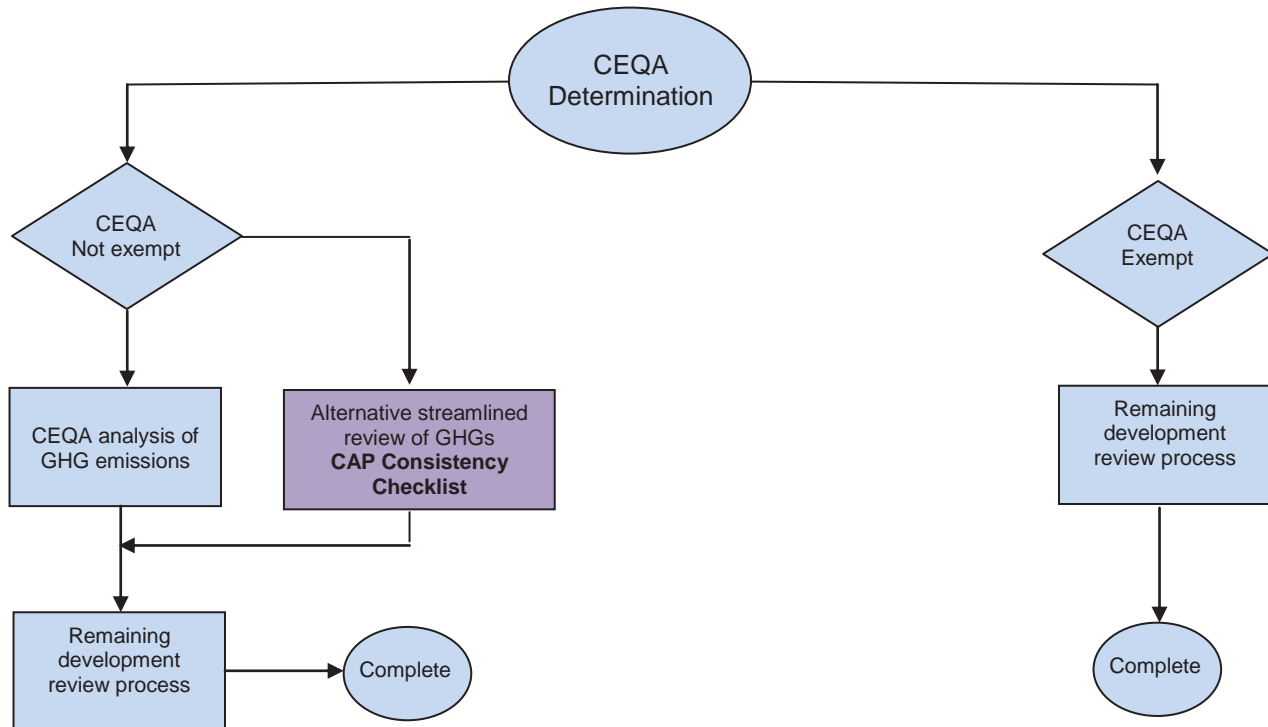 CEQA
Determination
CEQA
Not exempt
CEQA
Exempt
CEQA analysis of
GHG emissions
Alternative streamlined
review of GHGs
CAP Consistency
Checklist
Remaining
development
review process
Remaining
development
review process
Complete
Complete